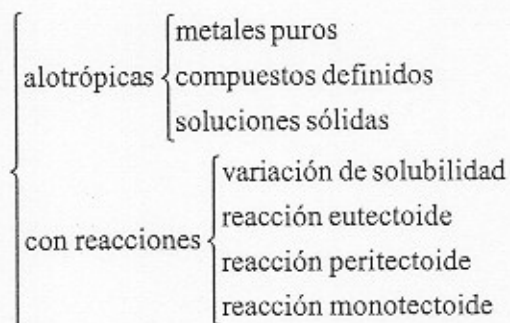 alotrópicas
metales puros
compuestos definidos
soluciones sólidas
con reacciones
variación de solubilidad
reacción eutectoide
reacción peritectoide
reacción monotectoide